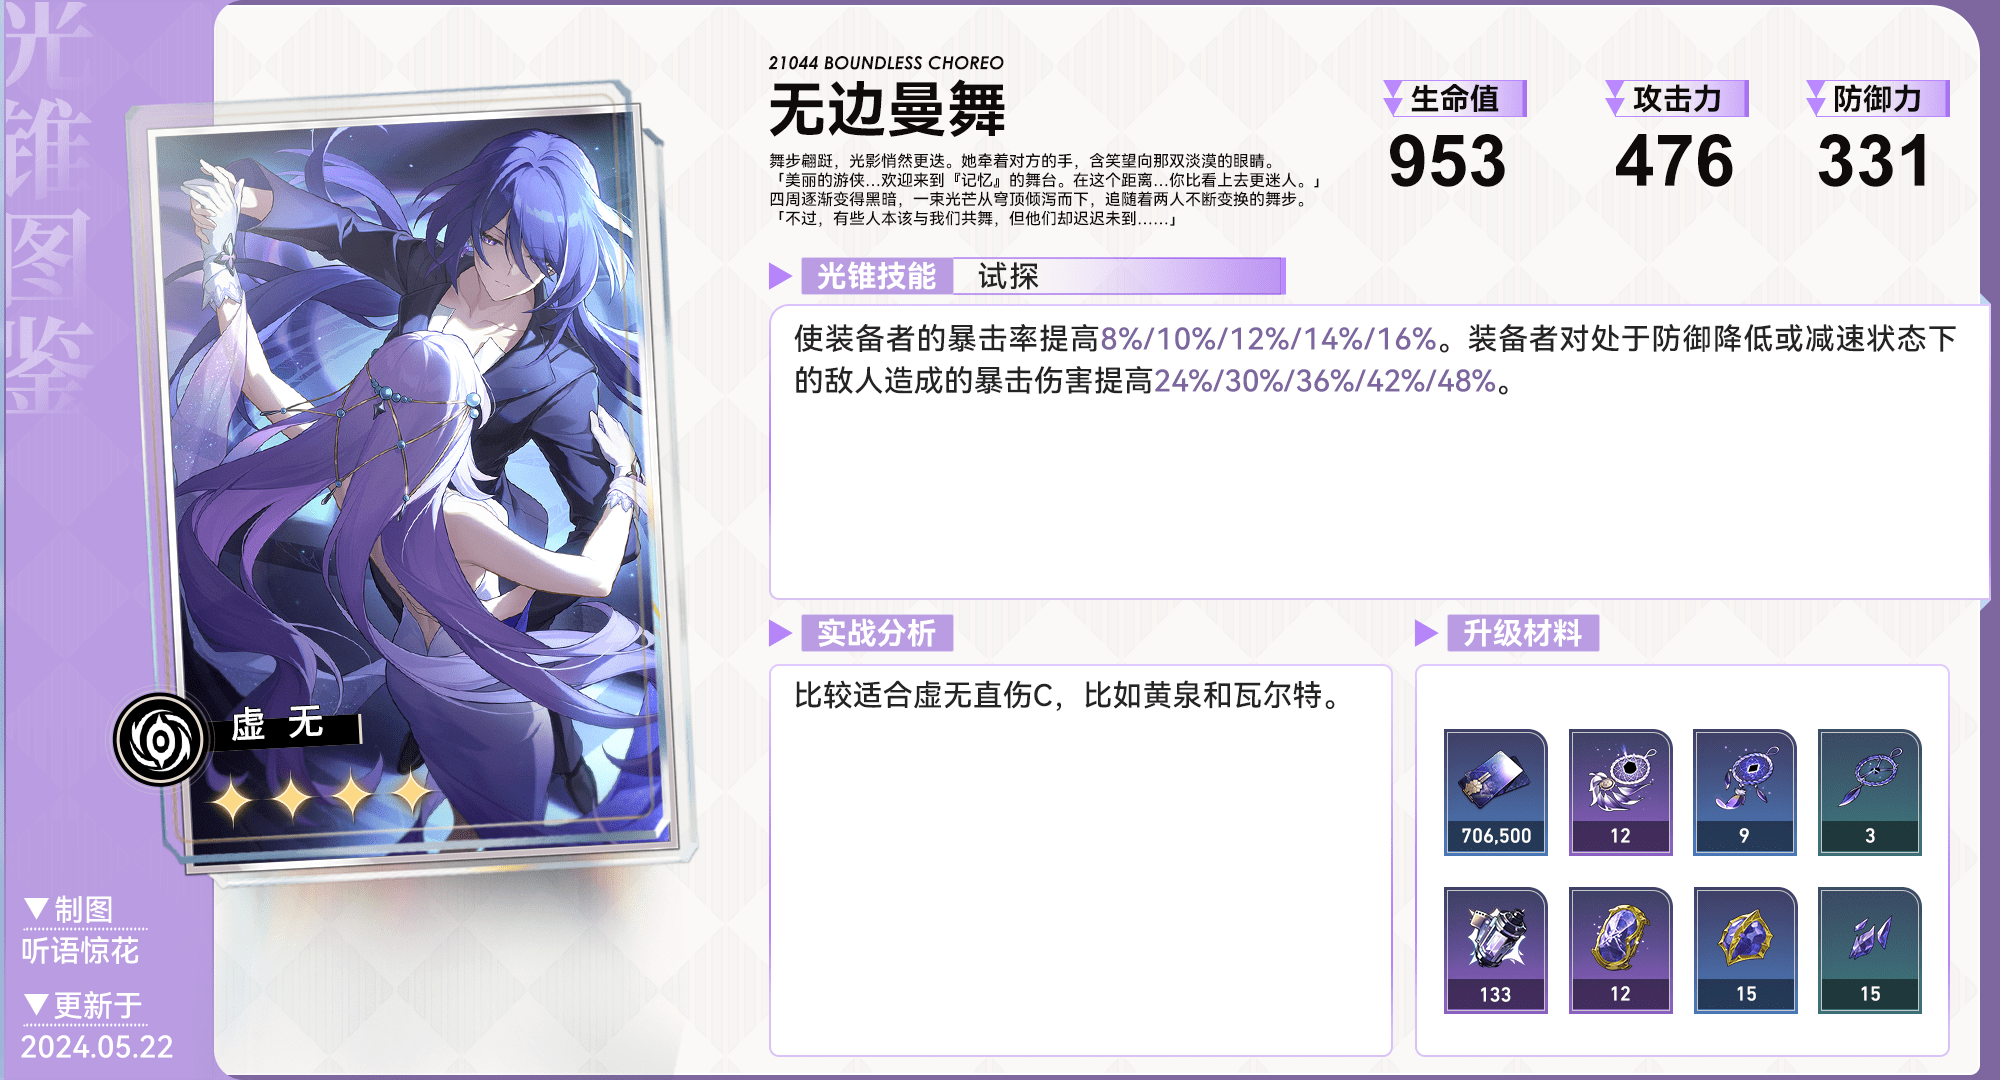 光锥图鉴
21044 BOUNDLESS CHOREO
无边曼舞
舞步翩跹，光影悄然更迭。她牵着对方的手，含笑望向那双淡漠的眼睛。
「美丽的游侠…欢迎来到『记忆』的舞台。在这个距离…你比看上去更迷人。」
四周逐渐变得黑暗，一束光芒从穹顶倾泻而下，追随着两人不断变换的舞步。
「不过，有些人本该与我们共舞，但他们却迟迟未到……」
生命值
953
攻击力
476
防御力
331
光锥技能 试探
使装备者的暴击率提高8%/10%/12%/14%/16%。装备者对处于防御降低或减速状态下
的敌人造成的暴击伤害提高24%/30%/36%/42%/48%。
虚无
实战分析
比较适合虚无直伤C，比如黄泉和瓦尔特。
升级材料
706,500 12 9 3
133 12 15 15
▼制图
听语惊花
▼更新于
2024.05.22